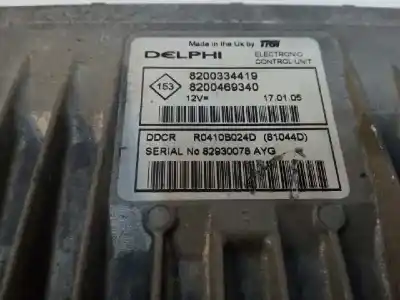 Made in the Uk by TRW
DELPHI ELECTRONIC
CONTROL UNIT
153
8200334419
8200469340
12V= 17.01.05
DDCR R0410B024D (81044D)
SERIAL No 82930078 AYG